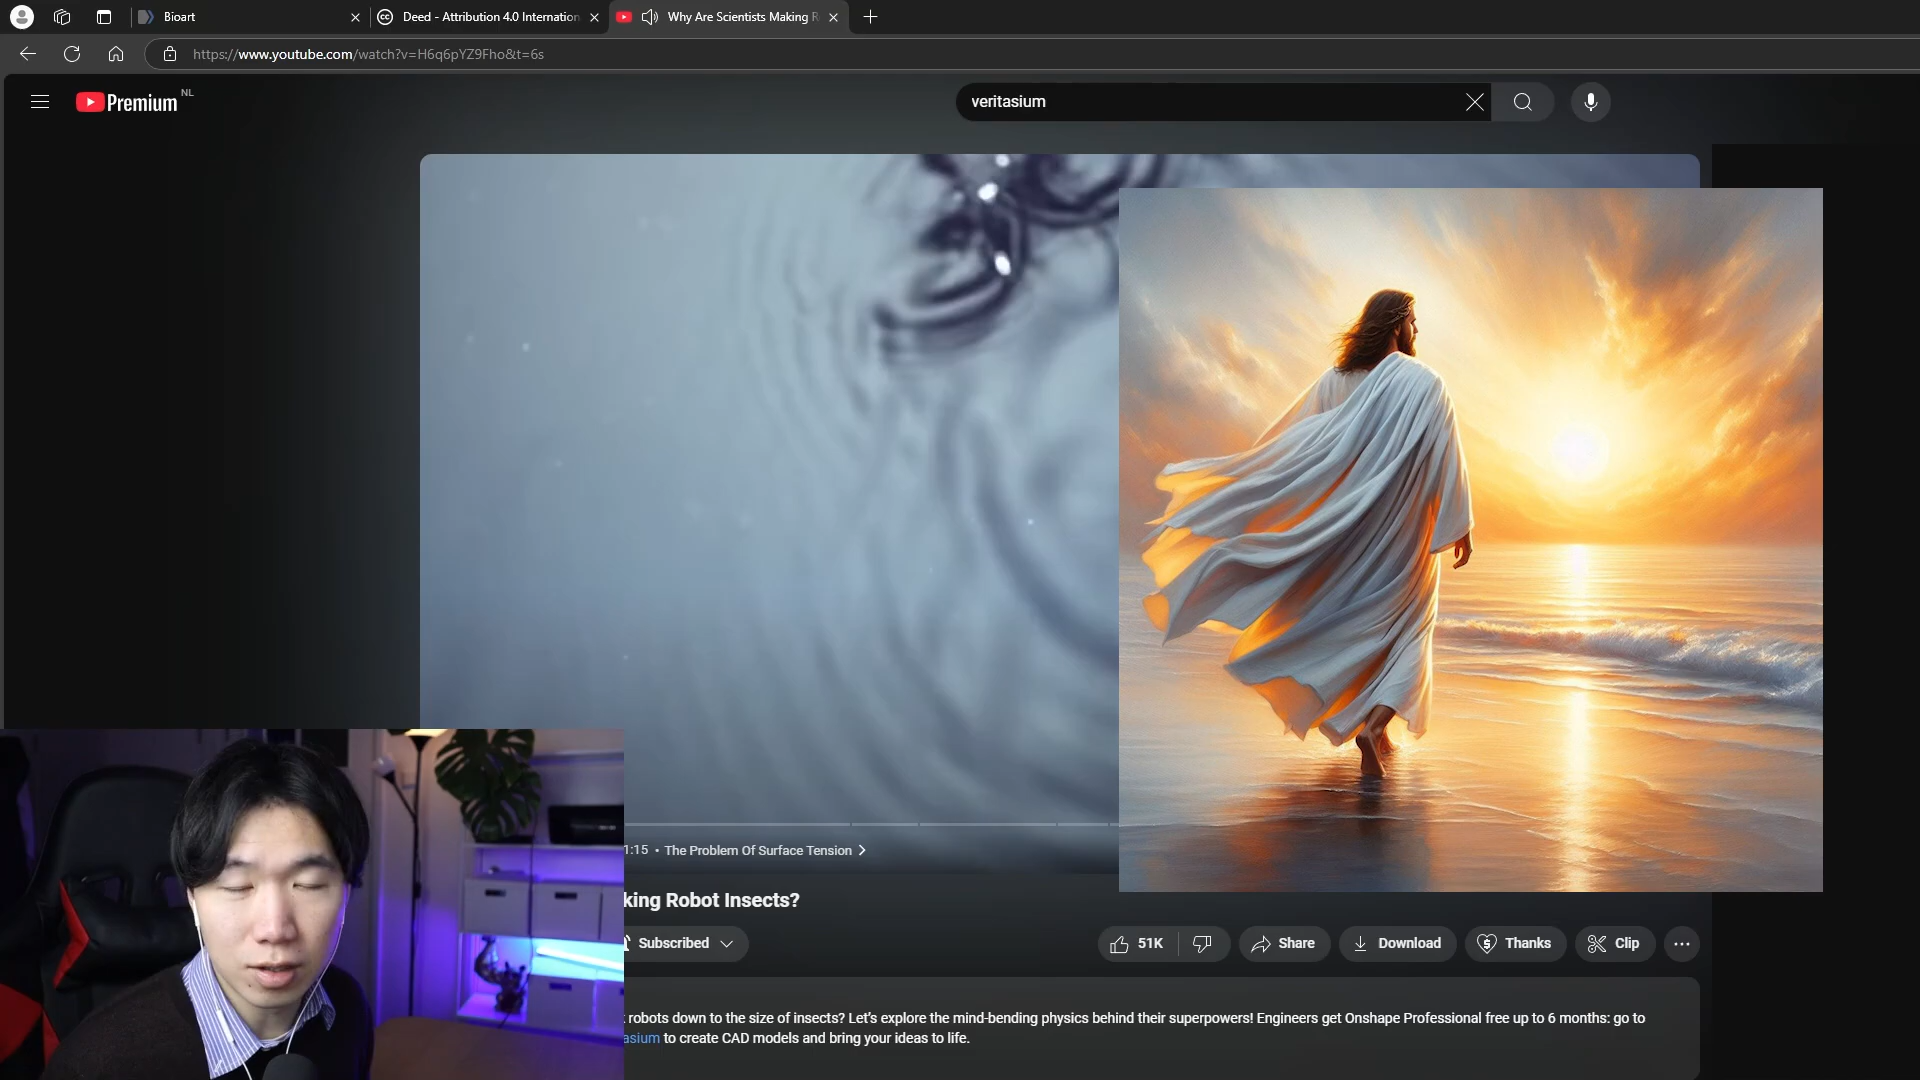 Bioart
Deed - Attribution 4.0 Internation
Why Are Scientists Making R
https://www.youtube.com/watch?v=H6q6pYZ9Fho&t=6s
Premium NL
veritasium
1:15 • The Problem Of Surface Tension
king Robot Insects?
Subscribed
51K
Share
Download
Thanks
Clip
robots down to the size of insects? Let's explore the mind-bending physics behind their superpowers! Engineers get Onshape Professional free up to 6 months: go to
asium to create CAD models and bring your ideas to life.